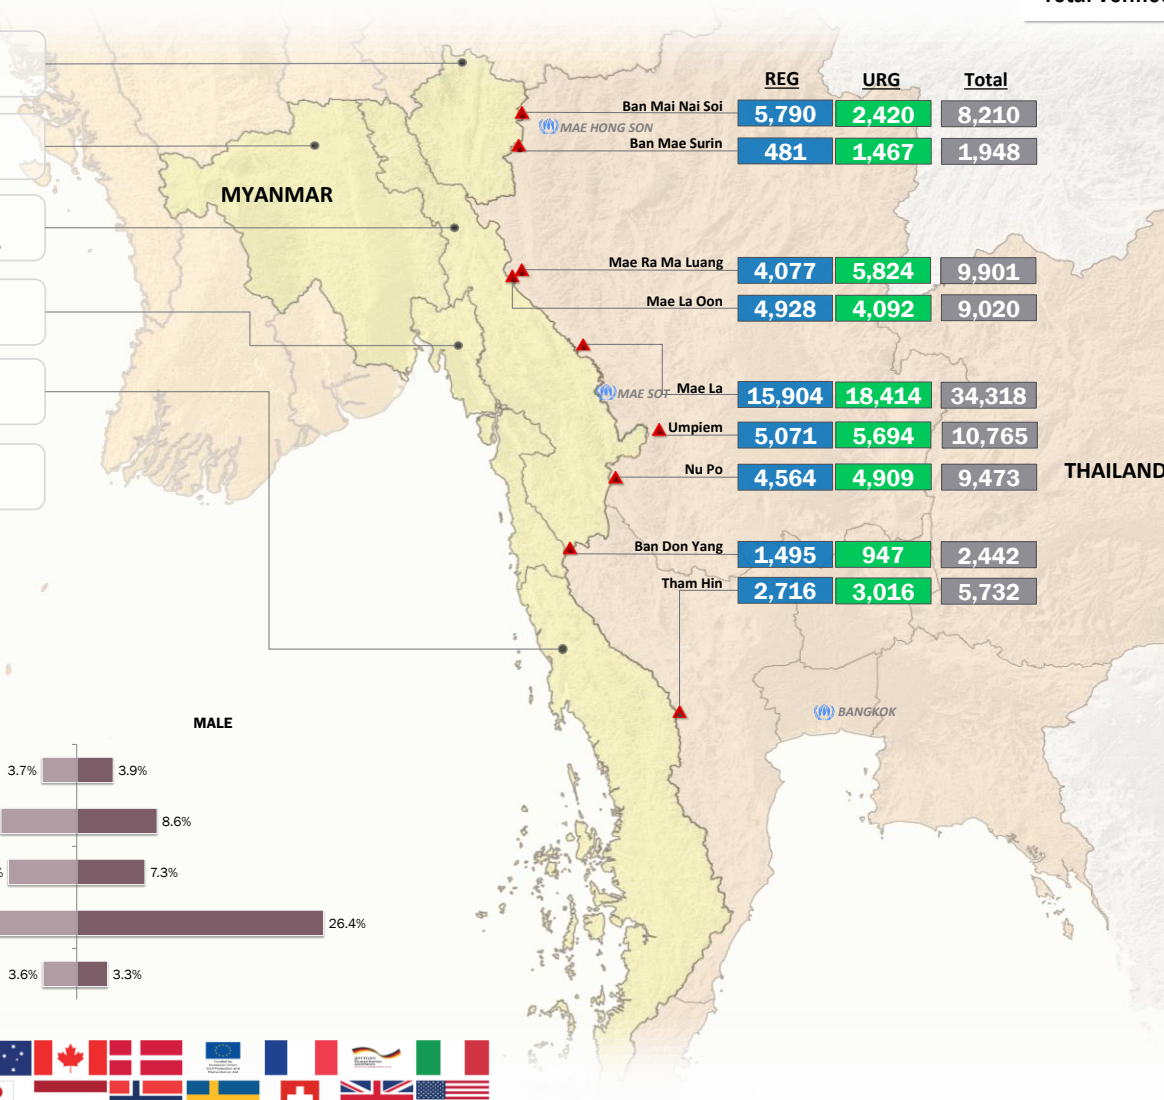 REG URG Total
Ban Mai Nai Soi 5,790 2,420 8,210
MAE HONG SON
Ban Mae Surin 481 1,467 1,948
MYANMAR
Mae Ra Ma Luang 4,077 5,824 9,901
Mae La Oon 4,928 4,092 9,020
MAE SOT Mae La 15,904 18,414 34,318
Umpiem 5,071 5,694 10,765
Nu Po 4,564 4,909 9,473
THAILAND
Ban Don Yang 1,495 947 2,442
Tham Hin 2,716 3,016 5,732
BANGKOK
MALE
3.7% 3.9%
8.6%
7.3%
26.4%
3.6% 3.3%